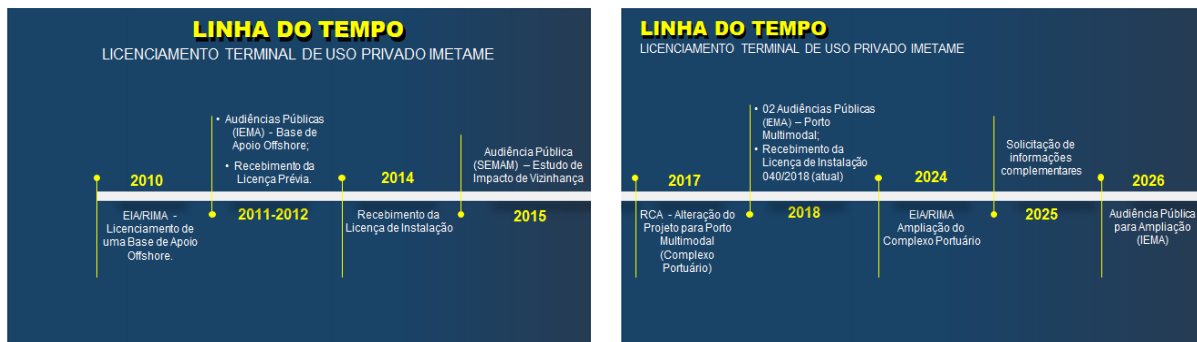 LINHA DO TEMPO
LICENCIAMENTO TERMINAL DE USO PRIVADO IMETAME
2010
EIA/RIMA -
Licenciamento de
uma Base de Apoio
Offshore.
• Audiências Públicas
(IEMA) - Base de
Apoio Offshore;
• Recebimento da
Licença Prévia.
2011-2012
2014
Recebimento da
Licença de Instalação
Audiência Pública
(SEMAM) – Estudo de
Impacto de Vizinhança
2015
LINHA DO TEMPO
LICENCIAMENTO TERMINAL DE USO PRIVADO IMETAME
2017
RCA - Alteração do
Projeto para Porto
Multimodal
(Complexo
Portuário)
• 02 Audiências Públicas
(IEMA) – Porto
Multimodal;
• Recebimento da
Licença de Instalação
040/2018 (atual)
2018
2024
EIA/RIMA
Ampliação do
Complexo Portuário
Solicitação de
informações
complementares
2025
2026
Audiência Pública
para Ampliação
(IEMA)